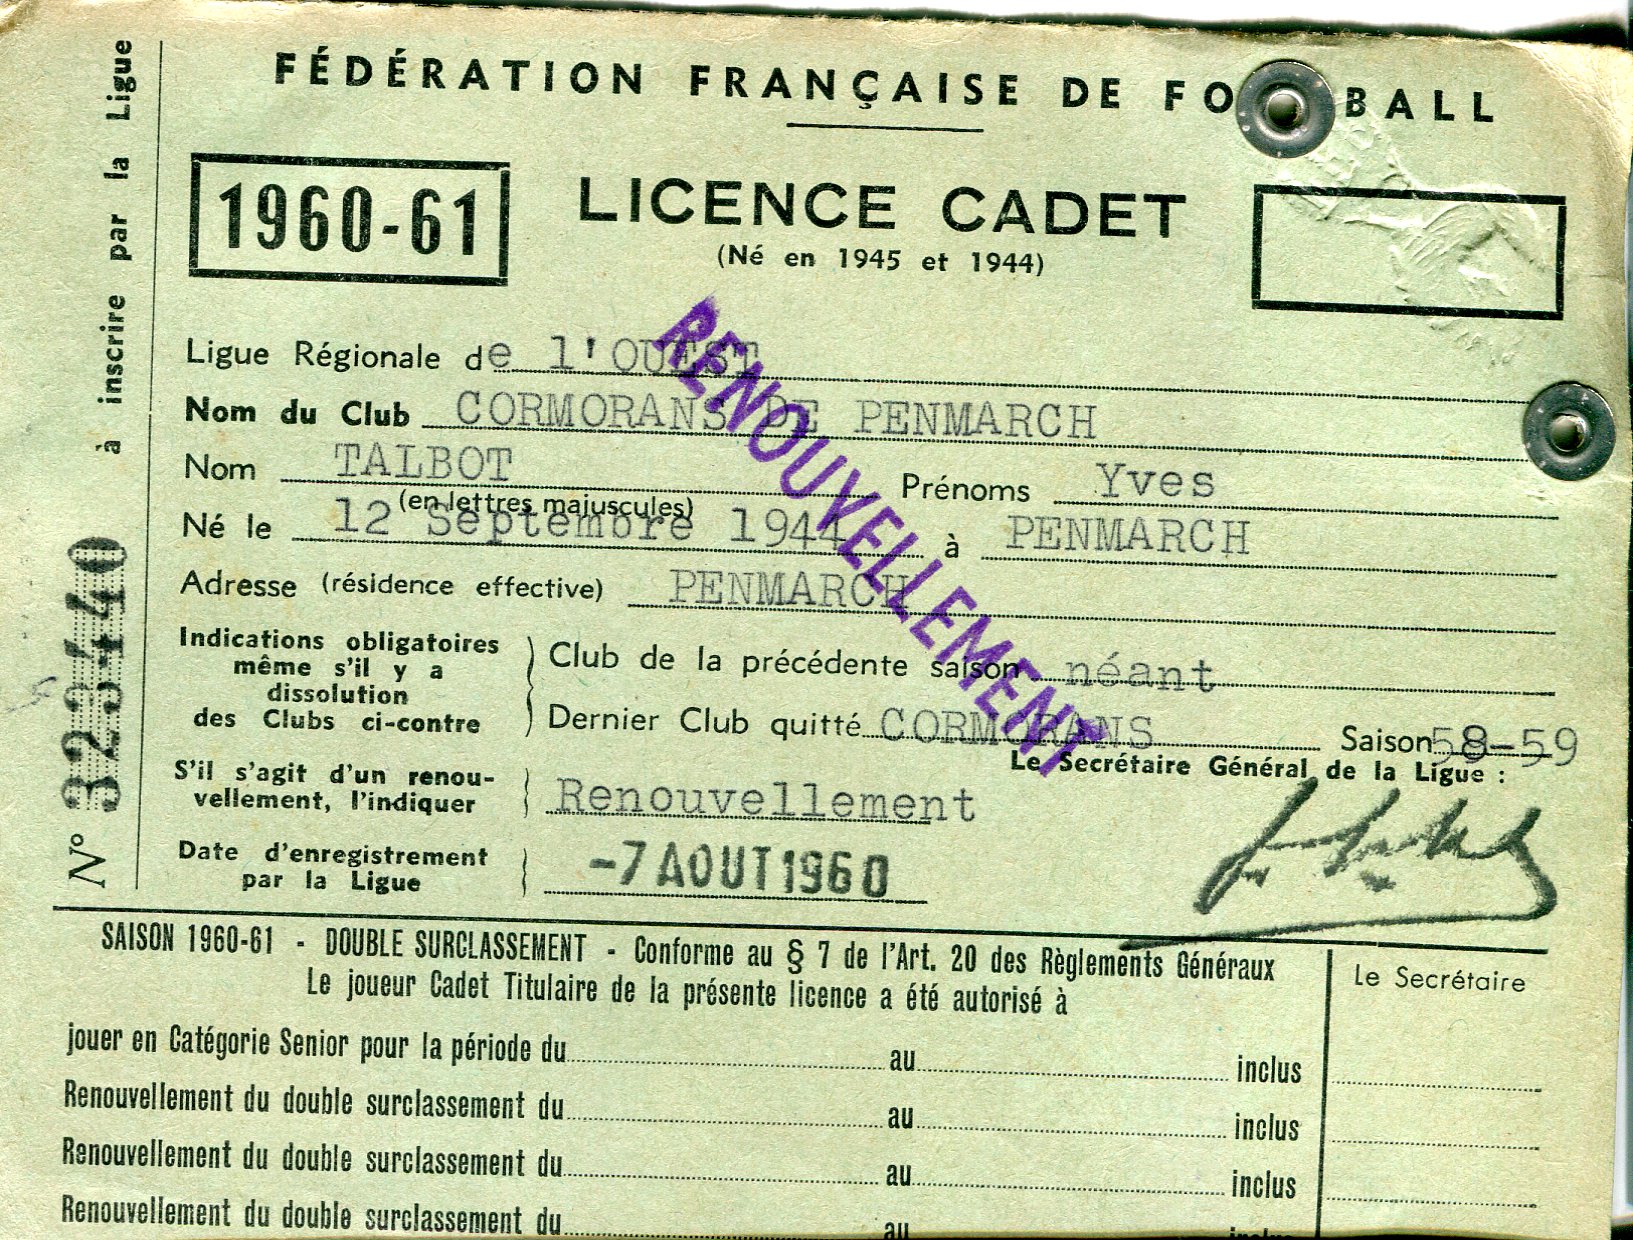 FÉDÉRATION FRANÇAISE DE FO BALL
1960-61
LICENCE CADET
(Né en 1945 et 1944)
à inscrire par la Ligue
N° 323440
RENOUVELLEMENT
Ligue Régionale de l'OUEST
Nom du Club CORMORANS DE PENMARCH
Nom TALBOT Prénoms Yves
(en lettres majuscules)
Né le 12 Septembre 1944 à PENMARCH
Adresse (résidence effective) PENMARCH
Indications obligatoires
même s'il y a
dissolution
des Clubs ci-contre
Club de la précédente saison néant
Dernier Club quitté CORMORANS Saison 58-59
Le Secrétaire Général de la Ligue :
S'il s'agit d'un renou-
vellement, l'indiquer
Renouvellement
Date d'enregistrement
par la Ligue
-7 AOUT 1960
SAISON 1960-61 - DOUBLE SURCLASSEMENT - Conforme au § 7 de l'Art. 20 des Règlements Généraux
Le joueur Cadet Titulaire de la présente licence a été autorisé à
Le Secrétaire
jouer en Catégorie Senior pour la période du au inclus
Renouvellement du double surclassement du au inclus
Renouvellement du double surclassement du au inclus
Renouvellement du double surclassement du au inclus